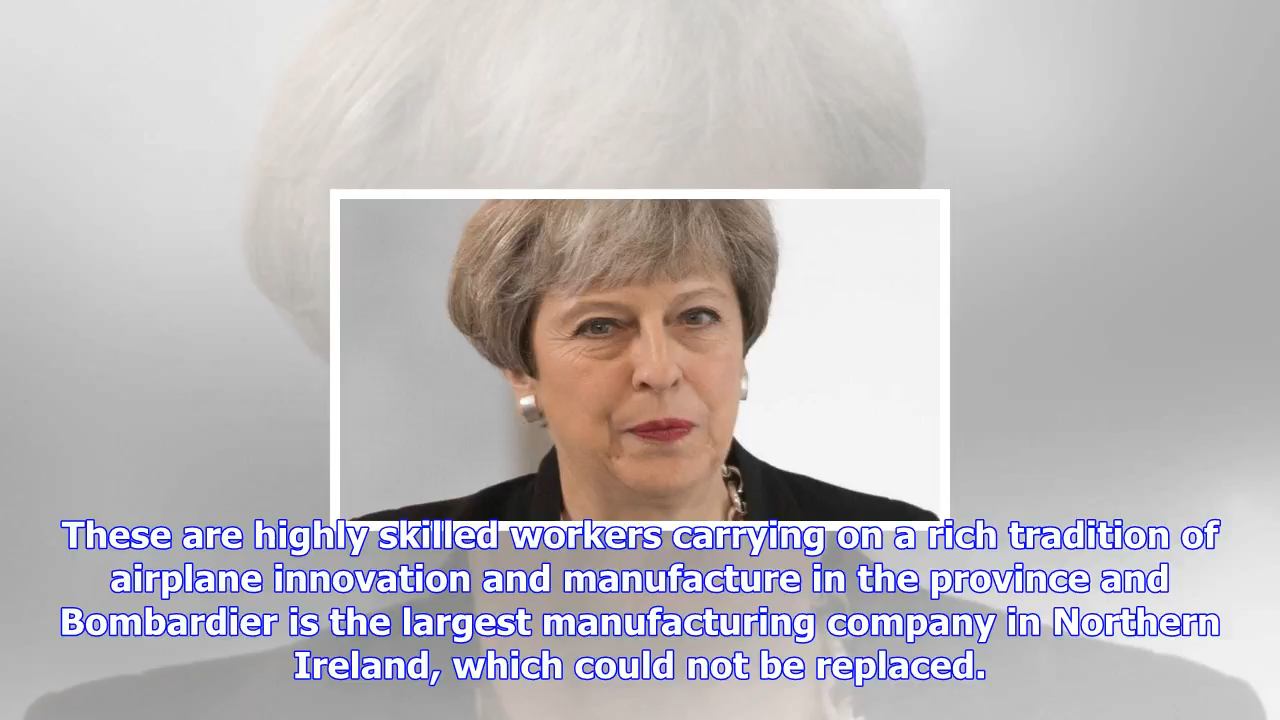 These are highly skilled workers carrying on a rich tradition of
airplane innovation and manufacture in the province and
Bombardier is the largest manufacturing company in Northern
Ireland, which could not be replaced.